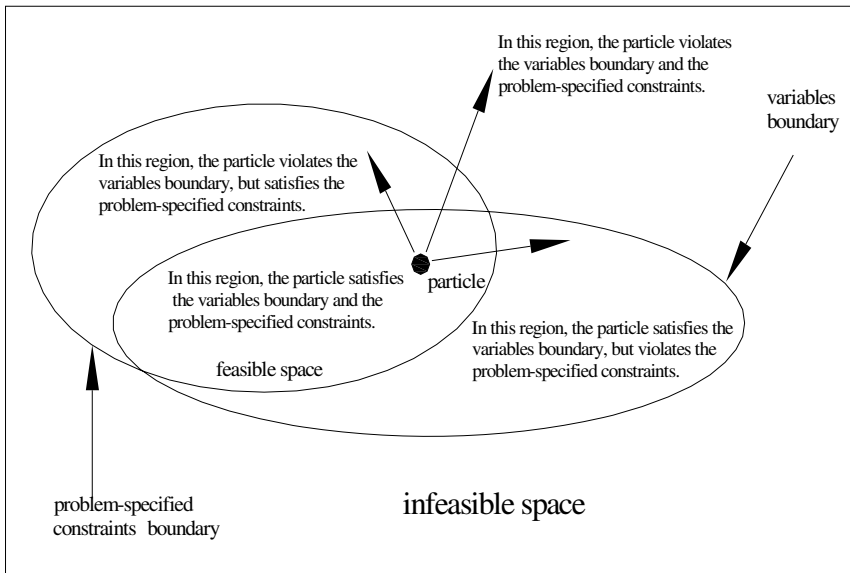 In this region, the particle violates
the variables boundary and the
problem-specified constraints.
variables
boundary
In this region, the particle violates the
variables boundary, but satisfies the
problem-specified constraints.
In this region, the particle satisfies
the variables boundary and the
problem-specified constraints.
particle
In this region, the particle satisfies the
variables boundary, but violates the
problem-specified constraints.
feasible space
problem-specified
constraints boundary
infeasible space